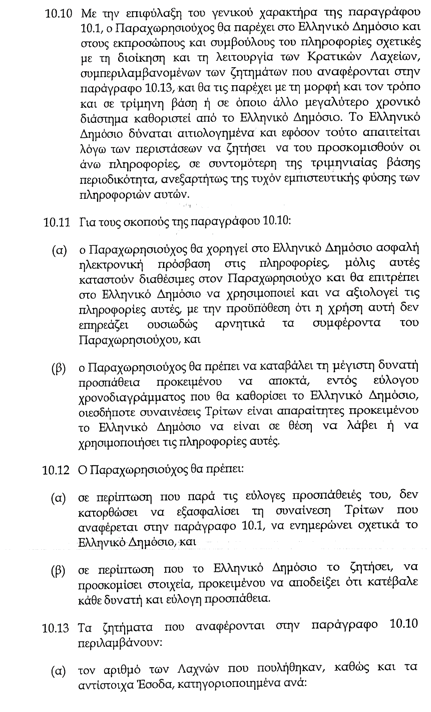 10.10 Με την επιφύλαξη του γενικού χαρακτήρα της παραγράφου
10.1, ο Παραχωρησιούχος θα παρέχει στο Ελληνικό Δημόσιο και
στους εκπροσώπους και συμβούλους του πληροφορίες σχετικές
με τη διοίκηση και τη λειτουργία των Κρατικών Λαχείων,
συμπεριλαμβανομένων των ζητημάτων που αναφέρονται στην
παράγραφο 10.13, και θα τις παρέχει με τη μορφή και τον τρόπο
και σε τρίμηνη βάση ή σε όποιο άλλο μεγαλύτερο χρονικό
διάστημα καθοριστεί από το Ελληνικό Δημόσιο. Το Ελληνικό
Δημόσιο δύναται αιτιολογημένα και εφόσον τούτο απαιτείται
λόγω των περιστάσεων να ζητήσει να του προσκομισθούν οι
άνω πληροφορίες, σε συντομότερη της τριμηνιαίας βάσης
περιοδικότητα, ανεξαρτήτως της τυχόν εμπιστευτικής φύσης των
πληροφοριών αυτών.
10.11 Για τους σκοπούς της παραγράφου 10.10:
(α) ο Παραχωρησιούχος θα χορηγεί στο Ελληνικό Δημόσιο ασφαλή
ηλεκτρονική πρόσβαση στις πληροφορίες, μόλις αυτές
καταστούν διαθέσιμες στον Παραχωρησιούχο και θα επιτρέπει
στο Ελληνικό Δημόσιο να χρησιμοποιεί και να αξιολογεί τις
πληροφορίες αυτές, με την προϋπόθεση ότι η χρήση αυτή δεν
επηρεάζει ουσιωδώς αρνητικά τα συμφέροντα του
Παραχωρησιούχου, και
(β) ο Παραχωρησιούχος θα πρέπει να καταβάλει τη μέγιστη δυνατή
προσπάθεια προκειμένου να αποκτά, εντός εύλογου
χρονοδιαγράμματος που θα καθορίσει το Ελληνικό Δημόσιο,
οιεσδήποτε συναινέσεις Τρίτων είναι απαραίτητες προκειμένου
το Ελληνικό Δημόσιο να είναι σε θέση να λάβει ή να
χρησιμοποιήσει τις πληροφορίες αυτές.
10.12 Ο Παραχωρησιούχος θα πρέπει:
(α) σε περίπτωση που παρά τις εύλογες προσπάθειές του, δεν
κατορθώσει να εξασφαλίσει τη συναίνεση Τρίτων που
αναφέρεται στην παράγραφο 10.1, να ενημερώνει σχετικά το
Ελληνικό Δημόσιο, και
(β) σε περίπτωση που το Ελληνικό Δημόσιο το ζητήσει, να
προσκομίσει στοιχεία, προκειμένου να αποδείξει ότι κατέβαλε
κάθε δυνατή και εύλογη προσπάθεια.
10.13 Τα ζητήματα που αναφέρονται στην παράγραφο 10.10
περιλαμβάνουν:
(α) τον αριθμό των Λαχνών που πουλήθηκαν, καθώς και τα
αντίστοιχα Έσοδα, κατηγοριοποιημένα ανά: